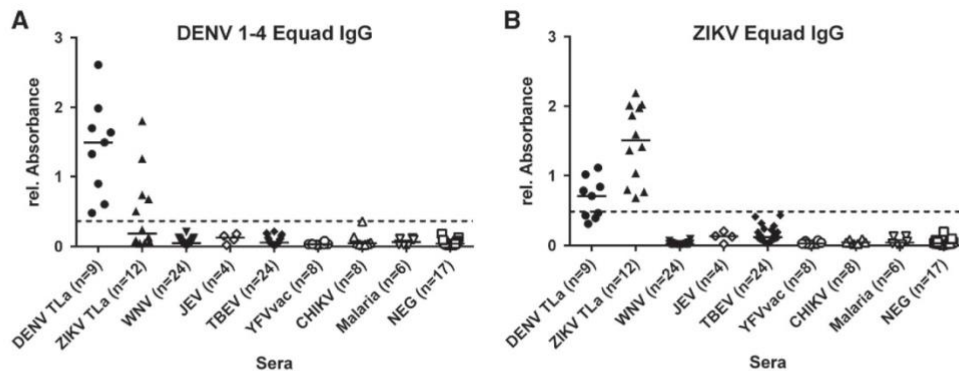 A
DENV 1-4 Equad IgG
3
2
1
0
rel. Absorbance
DENV TLa (n=9)
ZIKV TLa (n=12)
WNV (n=24)
JEV (n=4)
TBEV (n=24)
YFVvac (n=8)
CHIKV (n=8)
Malaria (n=6)
NEG (n=17)
Sera
B
ZIKV Equad IgG
3
2
1
0
rel. Absorbance
DENV TLa (n=9)
ZIKV TLa (n=12)
WNV (n=24)
JEV (n=4)
TBEV (n=24)
YFVvac (n=8)
CHIKV (n=8)
Malaria (n=6)
NEG (n=17)
Sera